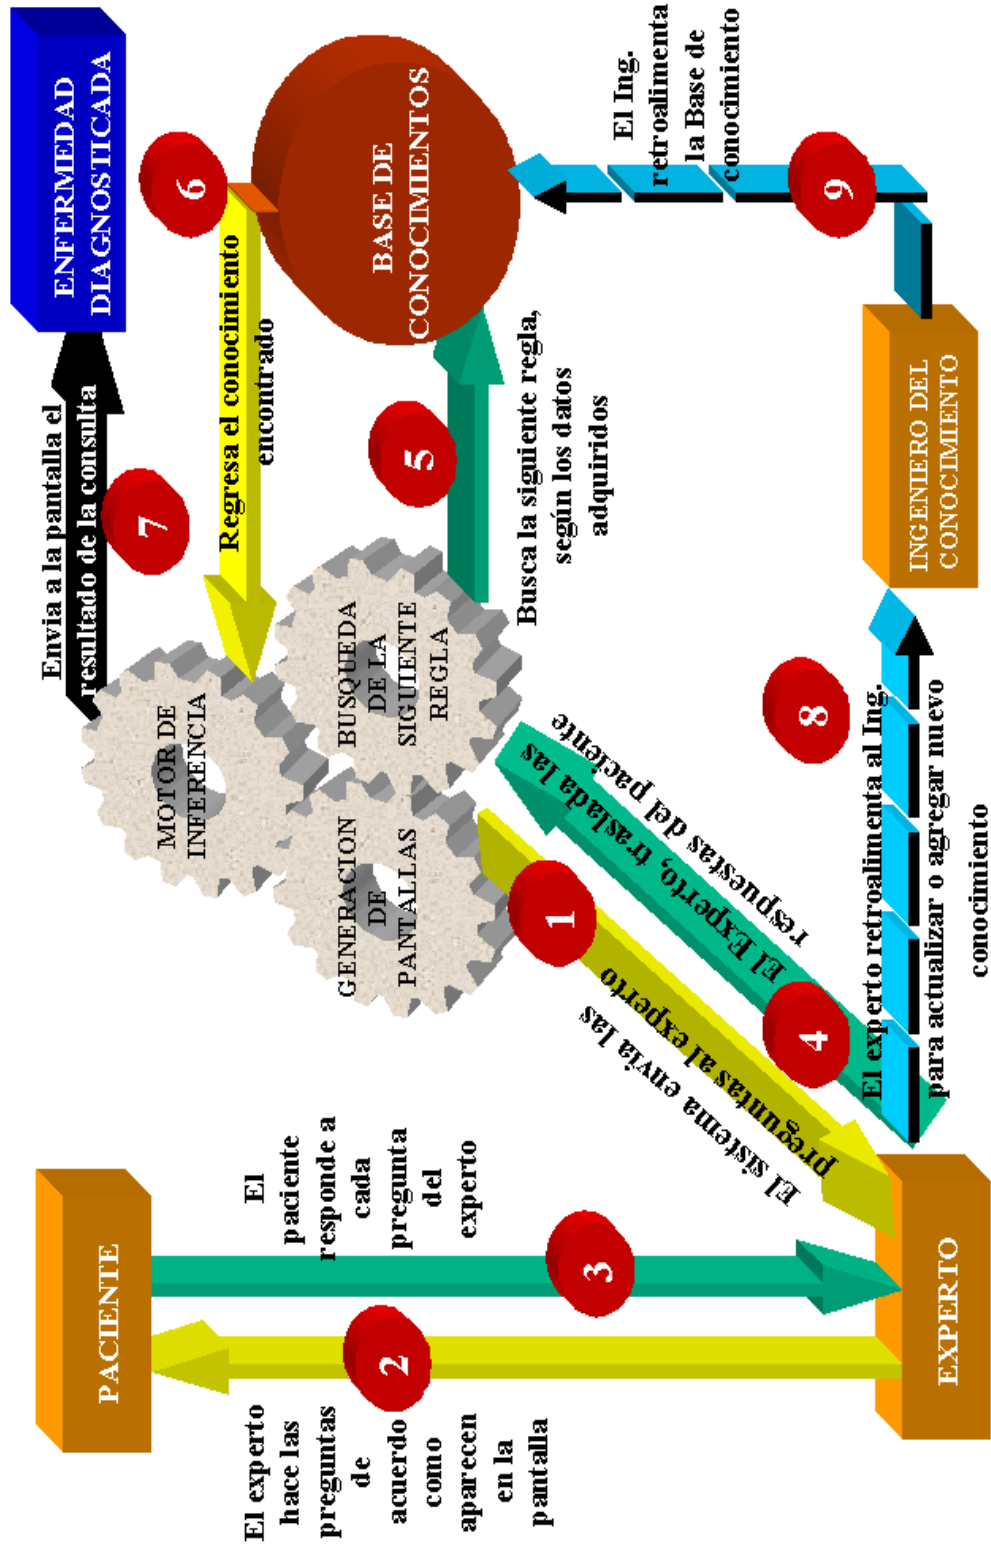 PACIENTE
El experto
hace las
preguntas
de
acuerdo
como
aparecen
en la
pantalla
2
El
paciente
responde a
cada
pregunta
del
experto
3
EXPERTO
El sistema envia las
preguntas al experto
1
El Experto, traslada las
respuestas del paciente
4
GENERACION
DE
PANTALLAS
MOTOR DE
INFERENCIA
BUSQUEDA
DE LA
SIGUIENTE
REGLA
Envia a la pantalla el
resultado de la consulta
7
ENFERMEDAD
DIAGNOSTICADA
Regresa el conocimiento
encontrado
6
BASE DE
CONOCIMIENTOS
5
Busca la siguiente regla,
según los datos
adquiridos
El experto retroalimenta al Ing.
para actualizar o agregar nuevo
conocimiento
8
INGENIERO DEL
CONOCIMIENTO
El Ing.
retroalimenta
la Base de
conocimiento
9